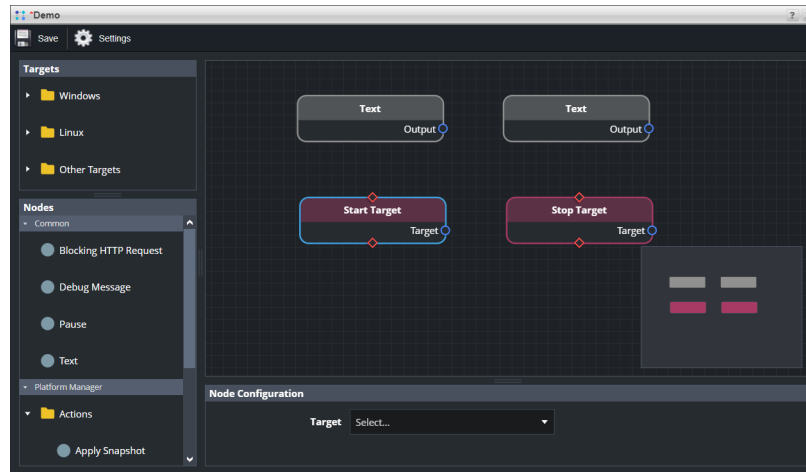 *Demo
?
Save
Settings
Targets
Windows
Linux
Other Targets
Nodes
Common
Blocking HTTP Request
Debug Message
Pause
Text
Platform Manager
Actions
Apply Snapshot
Text
Output
Text
Output
Start Target
Target
Stop Target
Target
Node Configuration
Target
Select...